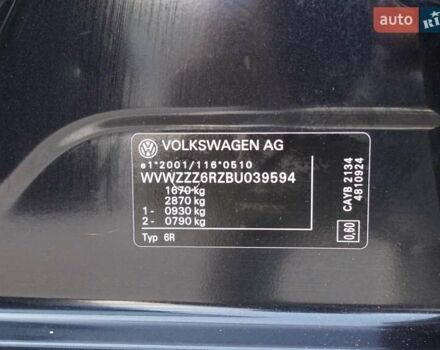 auto RIA
VOLKSWAGEN AG
e1*2001/116*0510
WVWZZZ6RZBU039594
1670 kg
2870 kg
1 - 0930 kg
2 - 0790 kg
Typ 6R
CAYB 2134
4810924
0,60